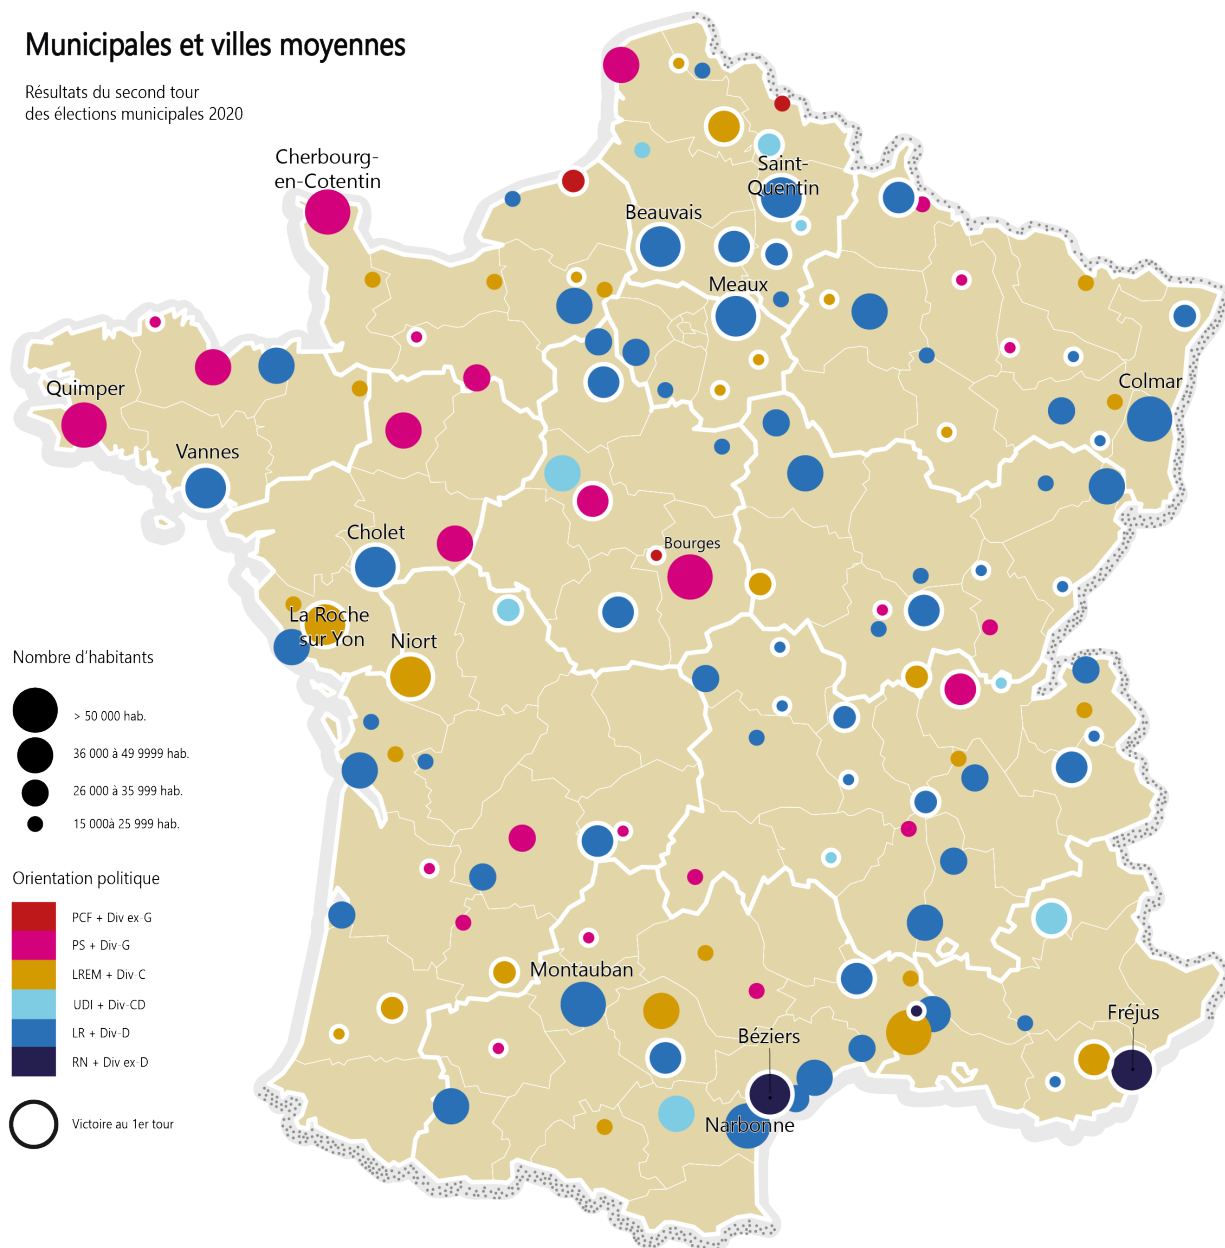 Municipales et villes moyennes
Résultats du second tour
des élections municipales 2020
Cherbourg-
en-Cotentin
Saint-
Quentin
Beauvais
Meaux
Colmar
Quimper
Vannes
Cholet
Bourges
La Roche
sur Yon
Niort
Montauban
Béziers
Narbonne
Fréjus
Nombre d'habitants
> 50 000 hab.
36 000 à 49 9999 hab.
26 000 à 35 999 hab.
15 000à 25 999 hab.
Orientation politique
PCF + Div ex-G
PS + Div-G
LREM + Div-C
UDI + Div-CD
LR + Div-D
RN + Div ex-D
Victoire au 1er tour